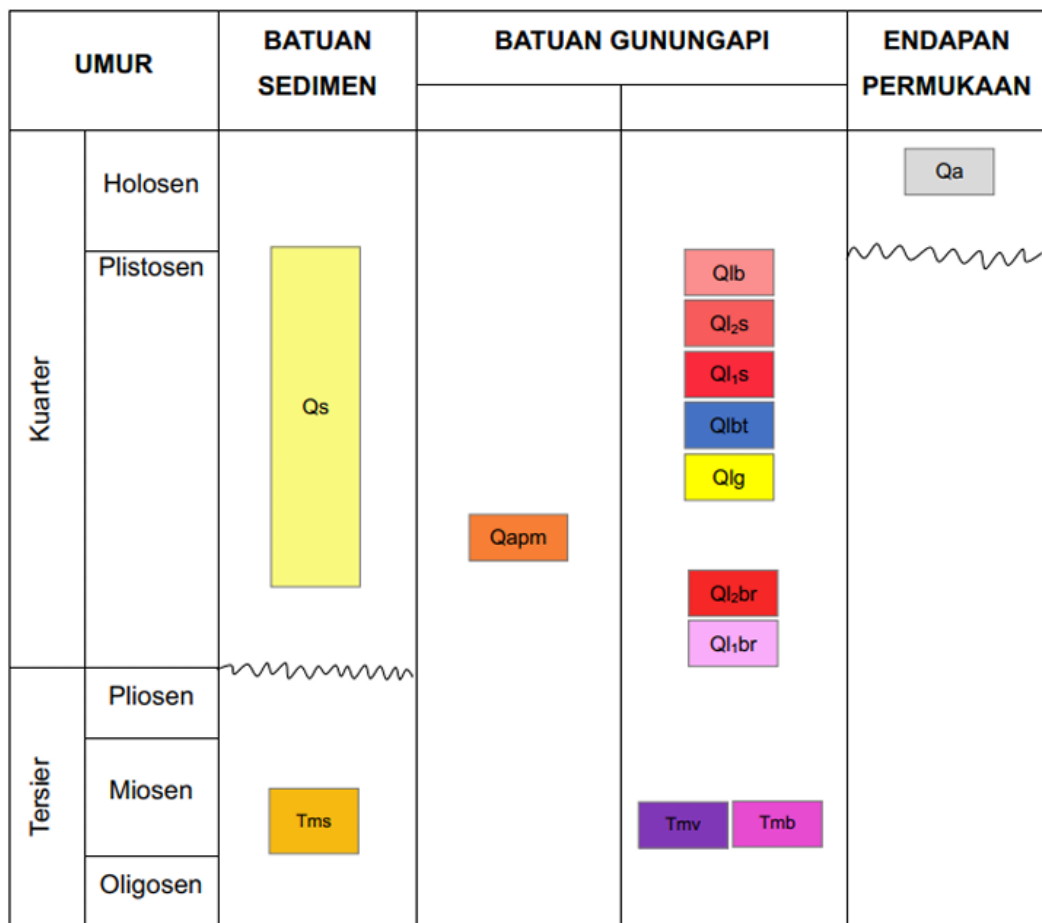 UMUR
BATUAN
SEDIMEN
BATUAN GUNUNGAPI
ENDAPAN
PERMUKAAN
Kuarter
Holosen
Qa
Plistosen
Qs
Qlb
Ql₂s
Ql₁s
Qlbt
Qlg
Qapm
Ql₂br
Ql₁br
Tersier
Pliosen
Miosen
Tms
Tmv
Tmb
Oligosen